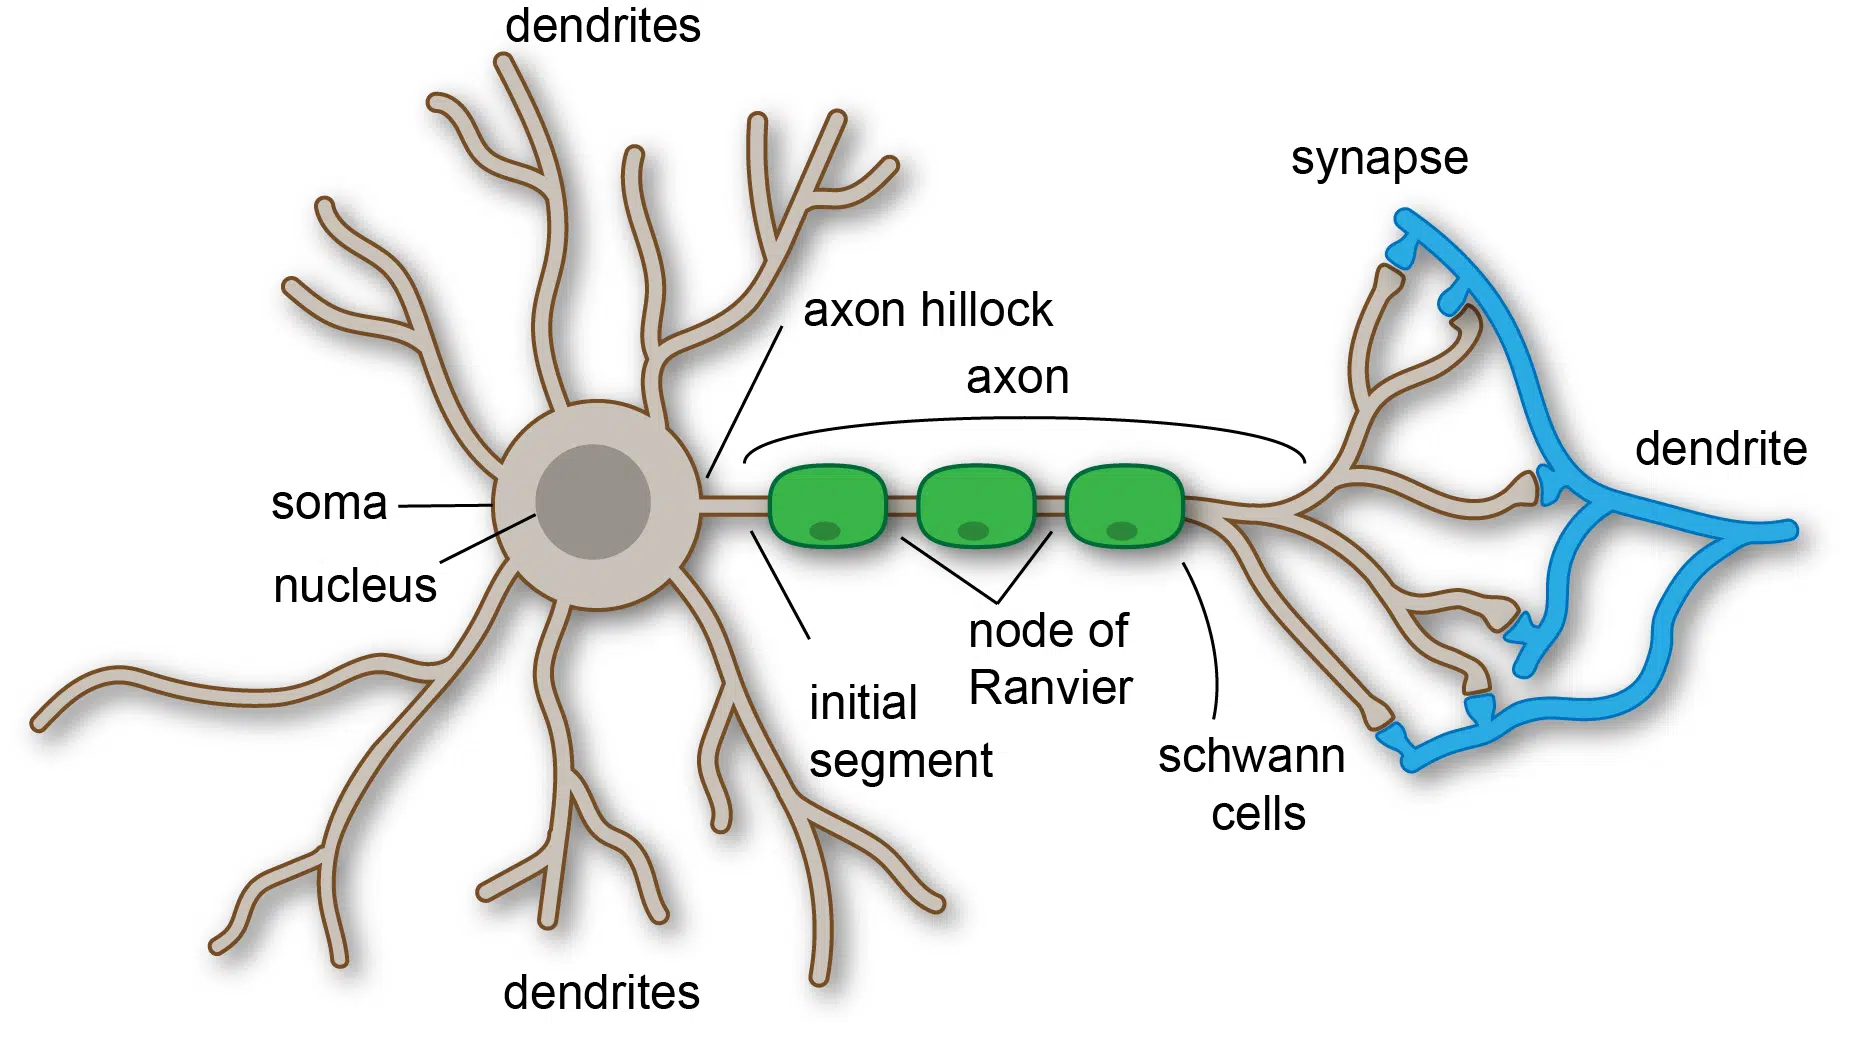 dendrites
synapse
axon hillock
axon
dendrite
soma
nucleus
node of
Ranvier
initial
segment
schwann
cells
dendrites